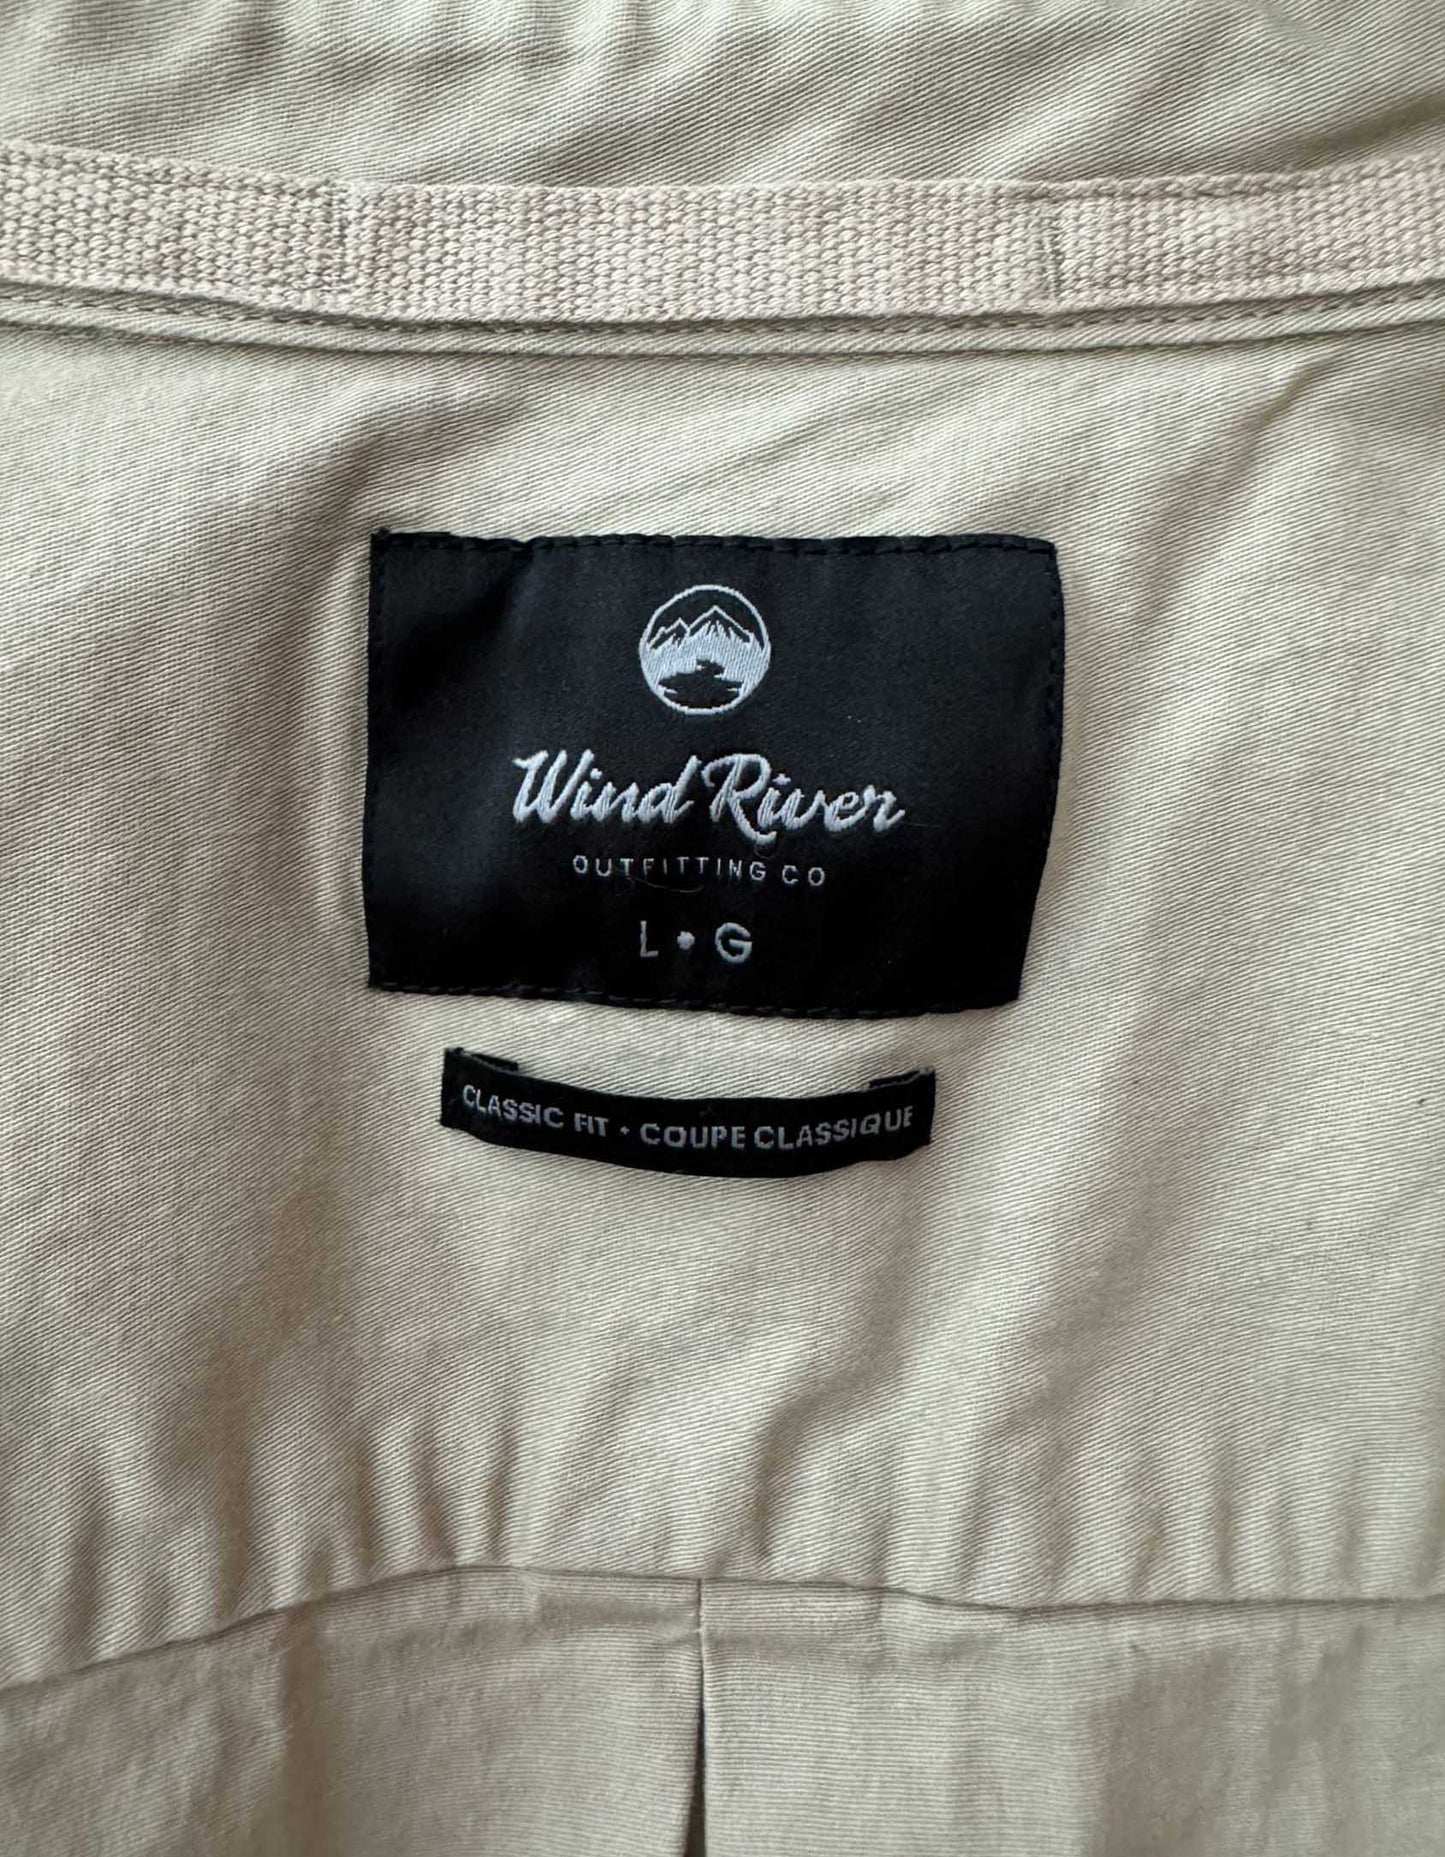 Wind River
OUTFITTING CO
L • G
CLASSIC FIT • COUPE CLASSIQUE